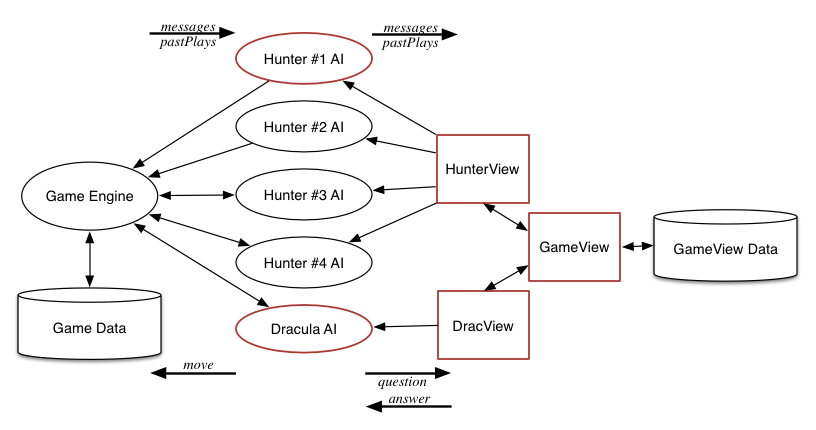 messages
pastPlays
messages
pastPlays
Hunter #1 AI
Hunter #2 AI
HunterView
Game Engine
Hunter #3 AI
GameView
GameView Data
Hunter #4 AI
Game Data
Dracula AI
DracView
move
question
answer